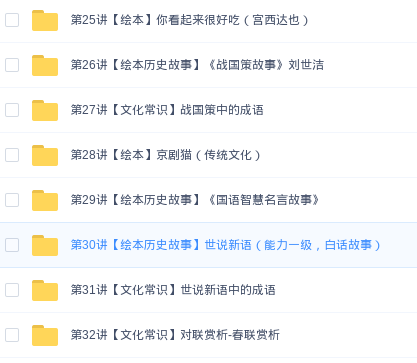 第25讲【绘本】你看起来很好吃（宫西达也）
第26讲【绘本历史故事】《战国策故事》刘世洁
第27讲【文化常识】战国策中的成语
第28讲【绘本】京剧猫（传统文化）
第29讲【绘本历史故事】《国语智慧名言故事》
第30讲【绘本历史故事】世说新语（能力一级，白话故事）
第31讲【文化常识】世说新语中的成语
第32讲【文化常识】对联赏析-春联赏析